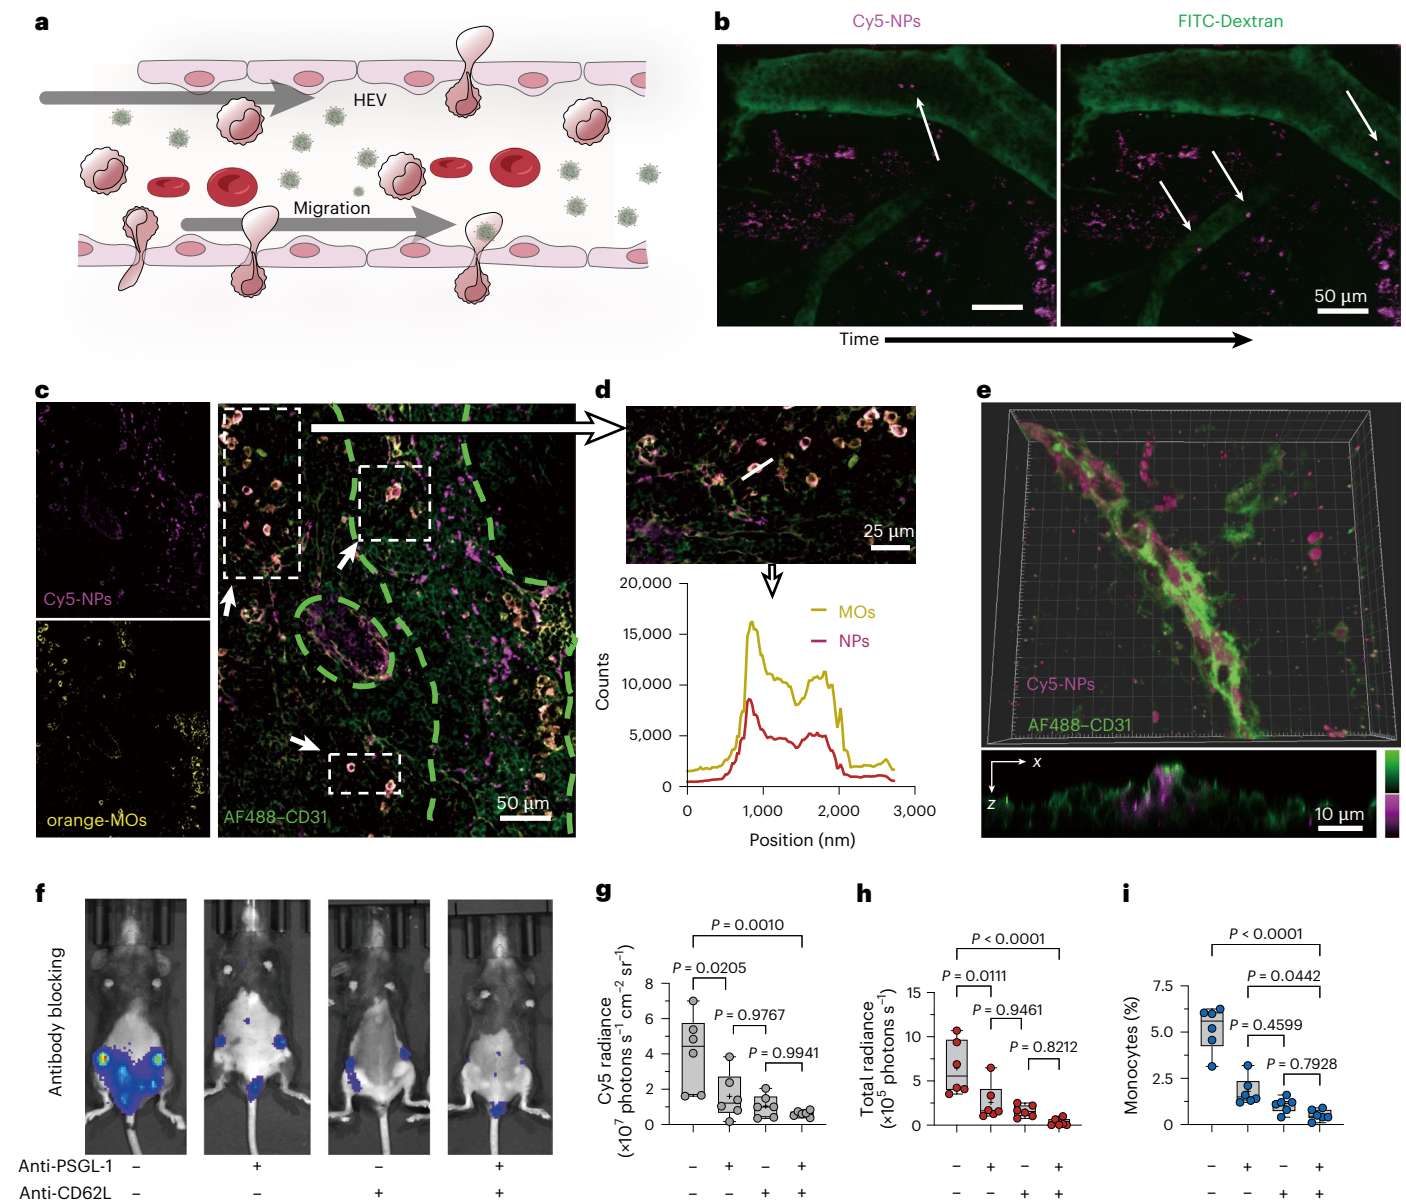 a
HEV
Migration
b
Cy5-NPs
FITC-Dextran
50 µm
Time
c
Cy5-NPs
orange-MOs
AF488–CD31
50 µm
d
25 µm
20,000
15,000
10,000
5,000
0
Counts
MOs
NPs
0
1,000
2,000
3,000
Position (nm)
e
Cy5-NPs
AF488–CD31
x
z
10 µm
f
Antibody blocking
Anti-PSGL-1 – + – +
Anti-CD62L – – + +
g
P = 0.0010
P = 0.0205
P = 0.9767
P = 0.9941
Cy5 radiance
(×10⁷ photons s⁻¹ cm⁻² sr⁻¹)
8
6
4
2
0
– + – +
– – + +
h
P < 0.0001
P = 0.0111
P = 0.9461
P = 0.8212
Total radiance
(×10⁵ photons s⁻¹)
15
10
5
0
– + – +
– – + +
i
P < 0.0001
P = 0.0442
P = 0.4599
P = 0.7928
Monocytes (%)
7.5
5.0
2.5
0
– + – +
– – + +